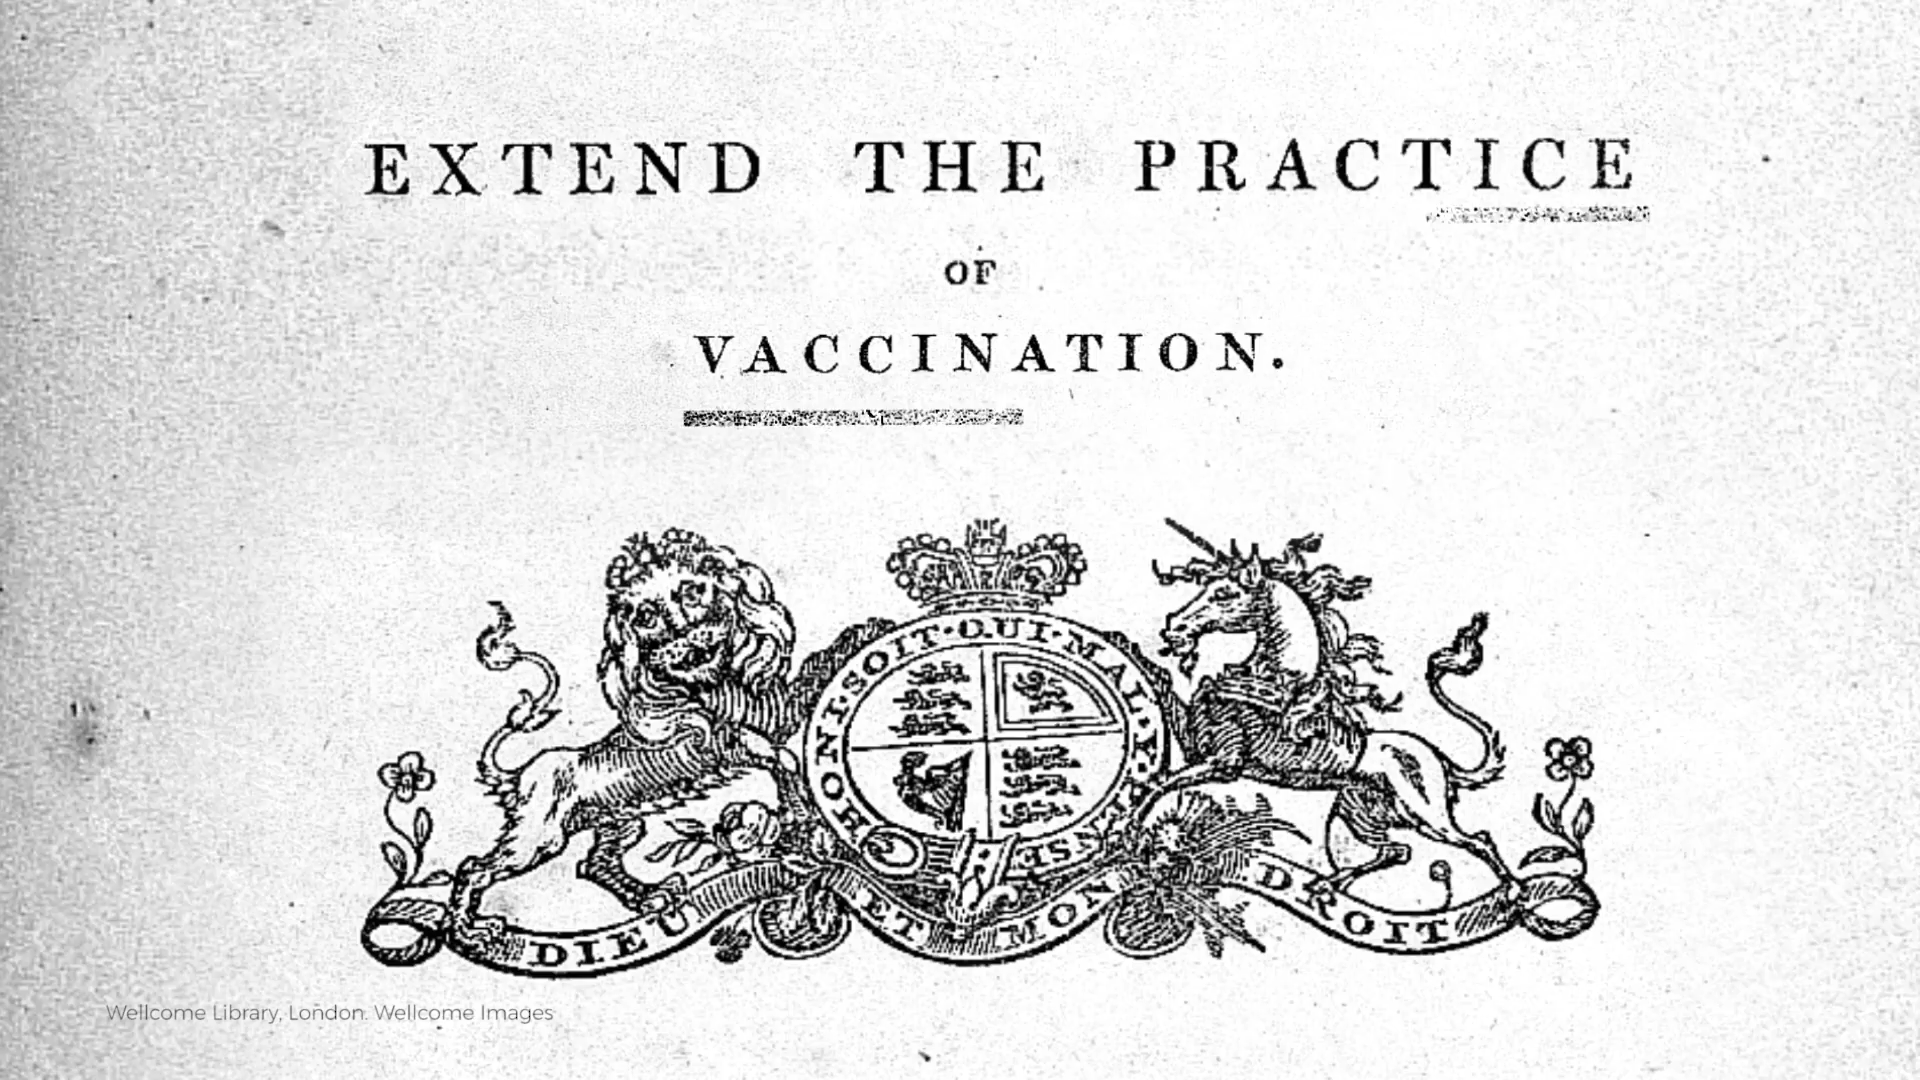 EXTEND THE PRACTICE
OF
VACCINATION.
HONI·SOIT·QUI·MAL·Y·PENSE
DIEU ET MON DROIT
Wellcome Library, London. Wellcome Images